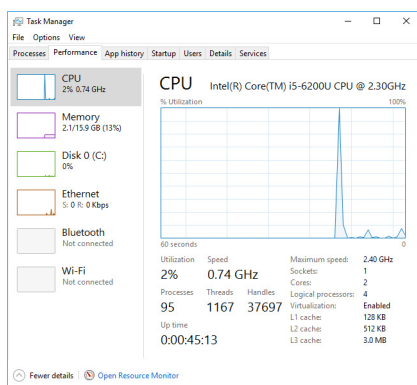 Task Manager
File Options View
Processes Performance App history Startup Users Details Services
CPU
2% 0.74 GHz
Memory
2.1/15.9 GB (13%)
Disk 0 (C:)
0%
Ethernet
S: 0 R: 0 Kbps
Bluetooth
Not connected
Wi-Fi
Not connected
CPU Intel(R) Core(TM) i5-6200U CPU @ 2.30GHz
% Utilization 100%
60 seconds 0
Utilization Speed
2% 0.74 GHz
Processes Threads Handles
95 1167 37697
Up time
0:00:45:13
Maximum speed: 2.40 GHz
Sockets: 1
Cores: 2
Logical processors: 4
Virtualization: Enabled
L1 cache: 128 KB
L2 cache: 512 KB
L3 cache: 3.0 MB
Fewer details Open Resource Monitor